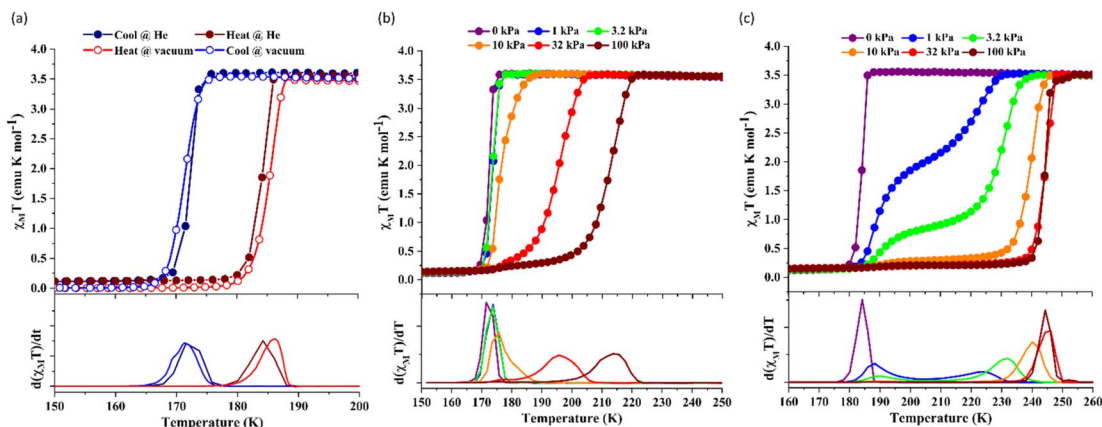 (a)
Cool @ He Heat @ He
Heat@ vacuum Cool @ vacuum
4.0
3.5
3.0
2.5
2.0
1.5
1.0
0.5
0.0
χMT (emu K mol⁻¹)
d(χMT)/dt
150 160 170 180 190 200
Temperature (K)
(b)
0 kPa 1 kPa 3.2 kPa
10 kPa 32 kPa 100 kPa
4.0
3.5
3.0
2.5
2.0
1.5
1.0
0.5
0.0
χMT (emu K mol⁻¹)
d(χMT)/dT
150 160 170 180 190 200 210 220 230 240 250
Temperature (K)
(c)
0 kPa 1 kPa 3.2 kPa
10 kPa 32 kPa 100 kPa
4.0
3.5
3.0
2.5
2.0
1.5
1.0
0.5
0.0
χMT (emu K mol⁻¹)
d(χMT)/dT
160 170 180 190 200 210 220 230 240 250 260
Temperature (K)